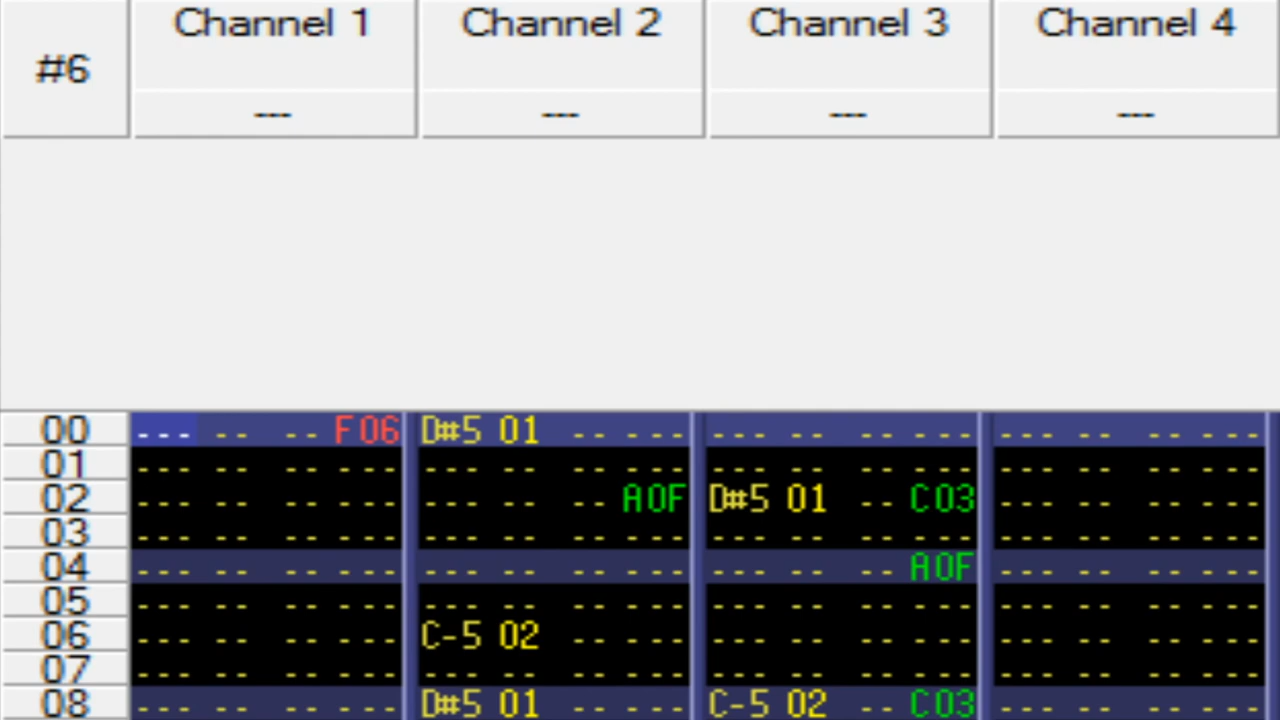 Channel 1 Channel 2 Channel 3 Channel 4
#6
--- --- --- ---
00 --- -- -- F06 D#5 01 -- --- --- -- -- --- --- -- -- ---
01 --- -- -- --- --- -- -- --- --- -- -- --- --- -- -- ---
02 --- -- -- --- --- -- -- A0F D#5 01 -- C03 --- -- -- ---
03 --- -- -- --- --- -- -- --- --- -- -- --- --- -- -- ---
04 --- -- -- --- --- -- -- --- --- -- -- A0F --- -- -- ---
05 --- -- -- --- --- -- -- --- --- -- -- --- --- -- -- ---
06 --- -- -- --- C-5 02 -- --- --- -- -- --- --- -- -- ---
07 --- -- -- --- --- -- -- --- --- -- -- --- --- -- -- ---
08 --- -- -- --- D#5 01 -- --- C-5 02 -- C03 --- -- -- ---